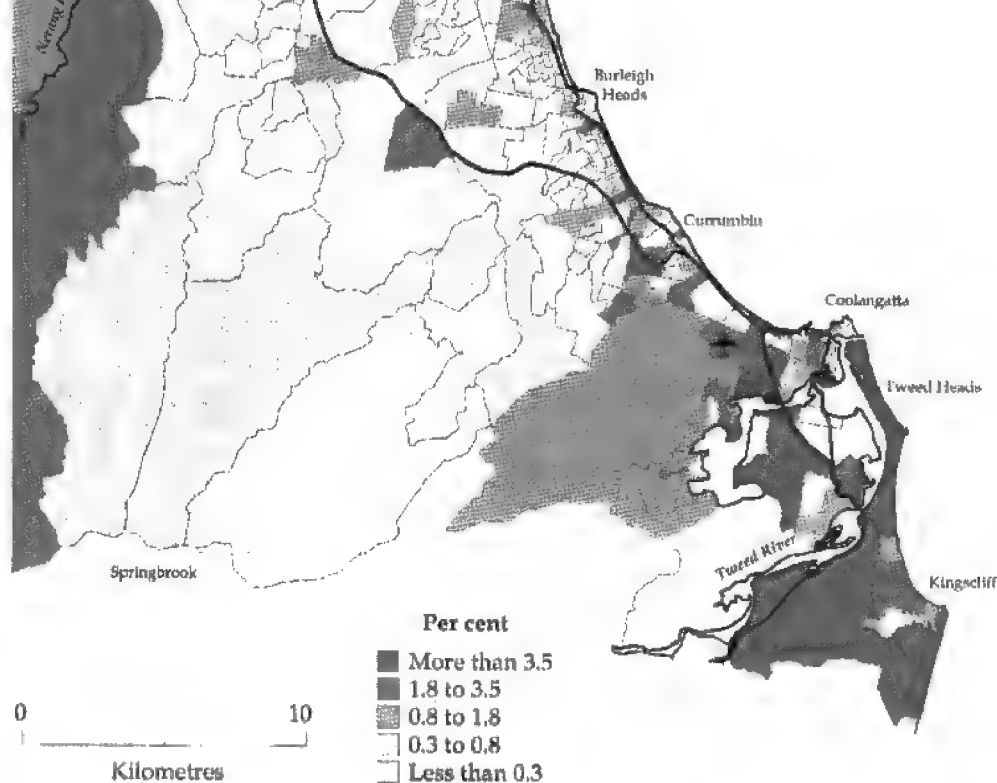 Burleigh
Heads
Currumbin
Coolangatta
Tweed Heads
Tweed River
Springbrook
Kingscliff
Per cent
More than 3.5
1.8 to 3.5
0.8 to 1.8
0.3 to 0.8
Less than 0.3
0 10
Kilometres